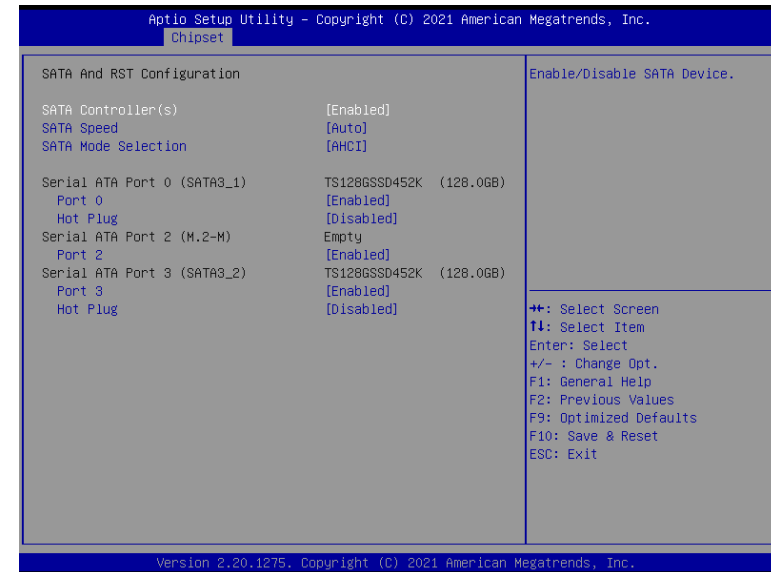 Aptio Setup Utility – Copyright (C) 2021 American Megatrends, Inc.
Chipset
SATA And RST Configuration
SATA Controller(s) [Enabled]
SATA Speed [Auto]
SATA Mode Selection [AHCI]
Serial ATA Port 0 (SATA3_1) TS128GSSD452K (128.0GB)
Port 0 [Enabled]
Hot Plug [Disabled]
Serial ATA Port 2 (M.2-M) Empty
Port 2 [Enabled]
Serial ATA Port 3 (SATA3_2) TS128GSSD452K (128.0GB)
Port 3 [Enabled]
Hot Plug [Disabled]
Enable/Disable SATA Device.
→←: Select Screen
↑↓: Select Item
Enter: Select
+/- : Change Opt.
F1: General Help
F2: Previous Values
F9: Optimized Defaults
F10: Save & Reset
ESC: Exit
Version 2.20.1275. Copyright (C) 2021 American Megatrends, Inc.